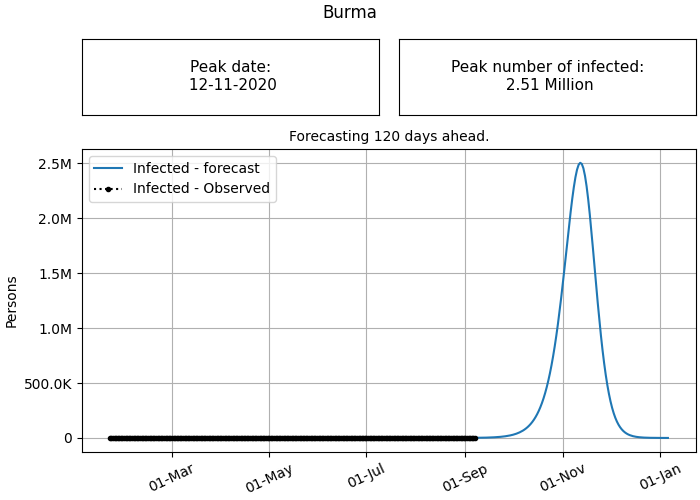 Burma
Peak date:
12-11-2020
Peak number of infected:
2.51 Million
Forecasting 120 days ahead.
Infected - forecast
Infected - Observed
Persons
2.5M
2.0M
1.5M
1.0M
500.0K
0
01-Mar
01-May
01-Jul
01-Sep
01-Nov
01-Jan